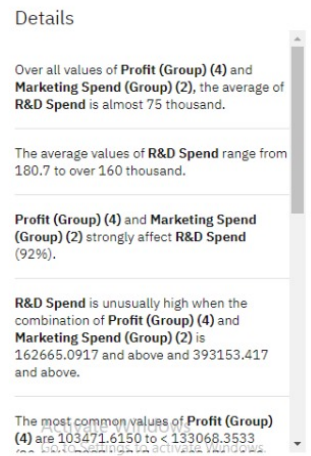 Details
Over all values of Profit (Group) (4) and
Marketing Spend (Group) (2), the average of
R&D Spend is almost 75 thousand.
The average values of R&D Spend range from
180.7 to over 160 thousand.
Profit (Group) (4) and Marketing Spend
(Group) (2) strongly affect R&D Spend
(92%).
R&D Spend is unusually high when the
combination of Profit (Group) (4) and
Marketing Spend (Group) (2) is
162665.0917 and above and 393153.417
and above.
The most common values of Profit (Group)
(4) are 103471.6150 to < 133068.3533
Activate Windows
Go to Settings to activate Windows